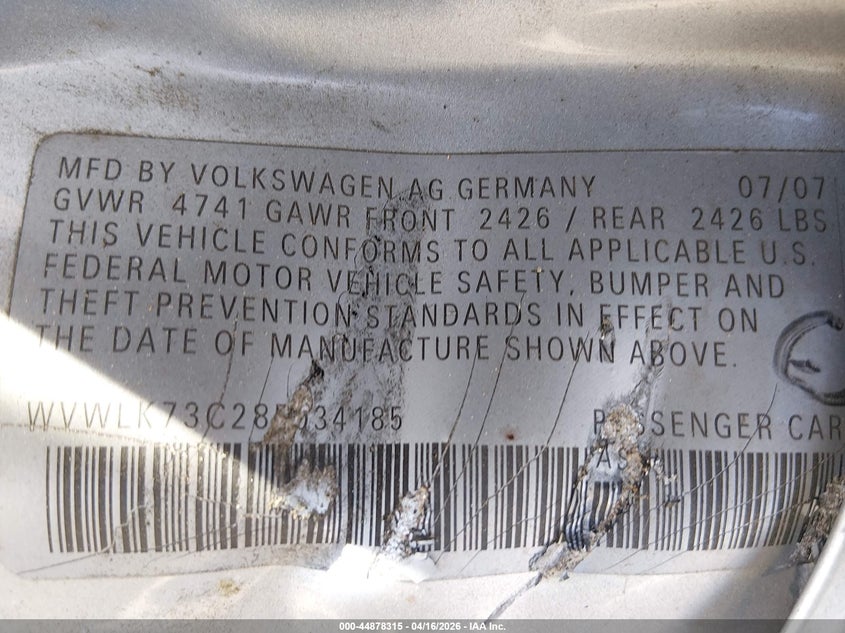 MFD BY VOLKSWAGEN AG GERMANY 07/07
GVWR 4741 GAWR FRONT 2426 / REAR 2426 LBS
THIS VEHICLE CONFORMS TO ALL APPLICABLE U.S.
FEDERAL MOTOR VEHICLE SAFETY, BUMPER AND
THEFT PREVENTION STANDARDS IN EFFECT ON
THE DATE OF MANUFACTURE SHOWN ABOVE.
WVWLK73C28E034185 PASSENGER CAR
A
000-44878315 - 04/16/2026 - IAA Inc.